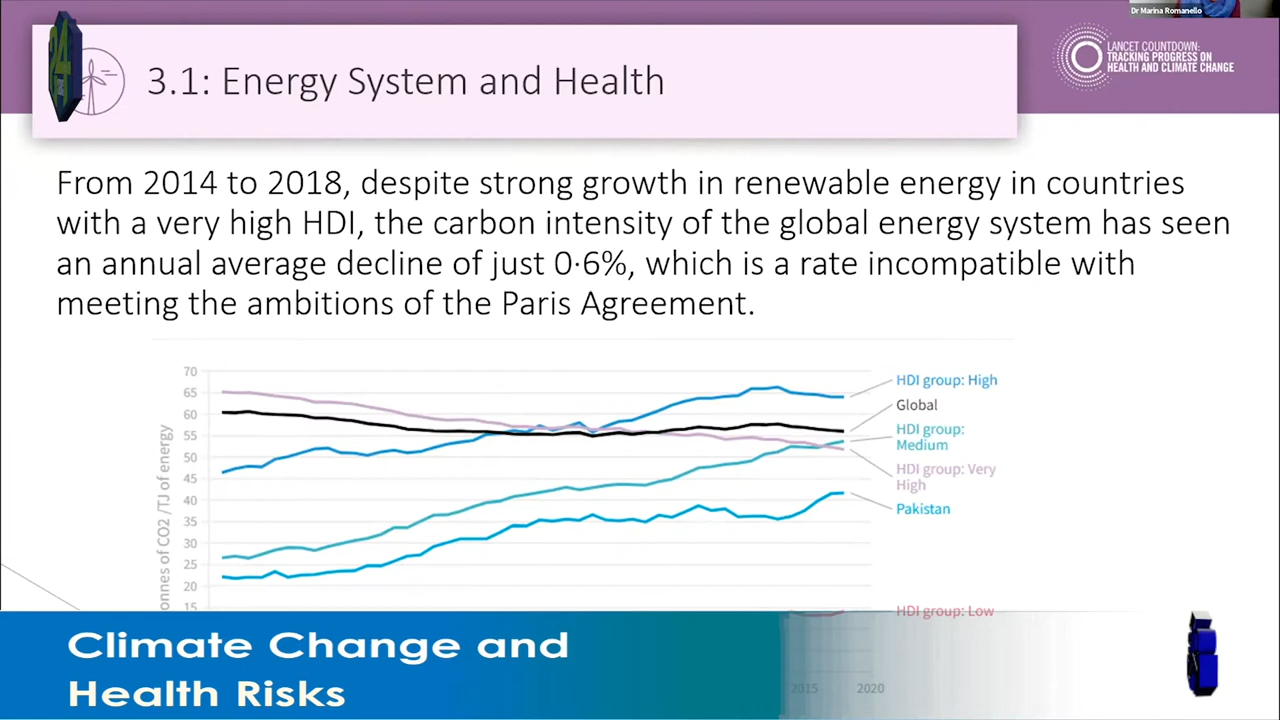 Dr Marina Romanello
24
3.1: Energy System and Health
LANCET COUNTDOWN:
TRACKING PROGRESS ON
HEALTH AND CLIMATE CHANGE
From 2014 to 2018, despite strong growth in renewable energy in countries
with a very high HDI, the carbon intensity of the global energy system has seen
an annual average decline of just 0·6%, which is a rate incompatible with
meeting the ambitions of the Paris Agreement.
onnes of CO2 /TJ of energy
70
65
60
55
50
45
40
35
30
25
20
15
HDI group: High
Global
HDI group:
Medium
HDI group: Very
High
Pakistan
HDI group: Low
2015
2020
Climate Change and
Health Risks